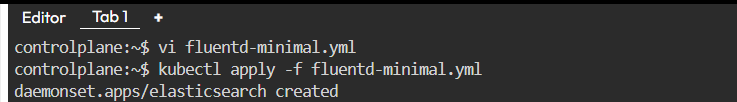 Editor Tab 1 +
controlplane:~$ vi fluentd-minimal.yml
controlplane:~$ kubectl apply -f fluentd-minimal.yml
daemonset.apps/elasticsearch created